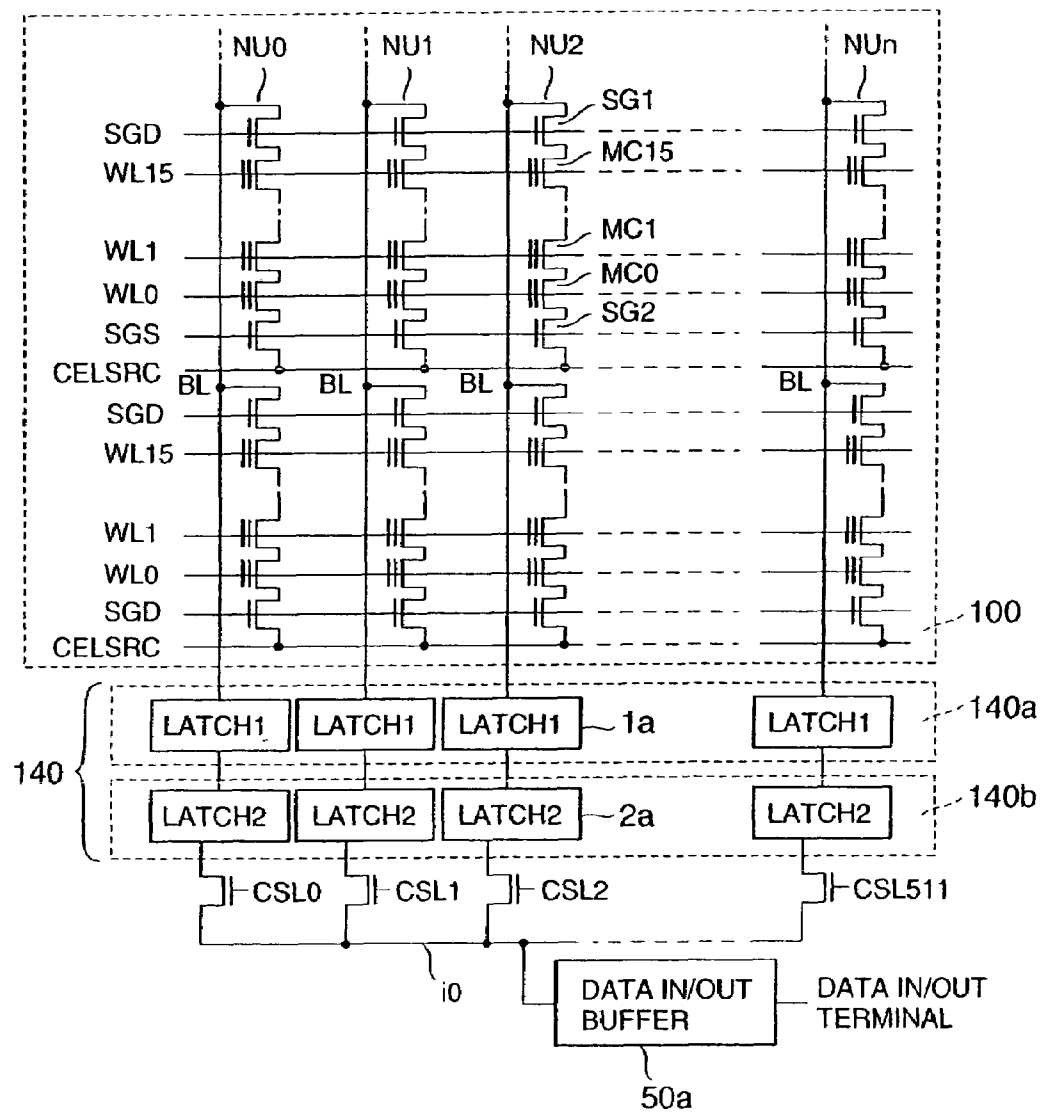 NU0 NU1 NU2 NUn
SGD SG1
WL15 MC15
WL1 MC1
WL0 MC0
SGS SG2
CELSRC
BL BL BL BL
SGD
WL15
WL1
WL0
SGD
100
CELSRC
LATCH1 LATCH1 LATCH1 1a LATCH1 140a
140
LATCH2 LATCH2 LATCH2 2a LATCH2 140b
CSL0 CSL1 CSL2 CSL511
i0
DATA IN/OUT
BUFFER
DATA IN/OUT
TERMINAL
50a